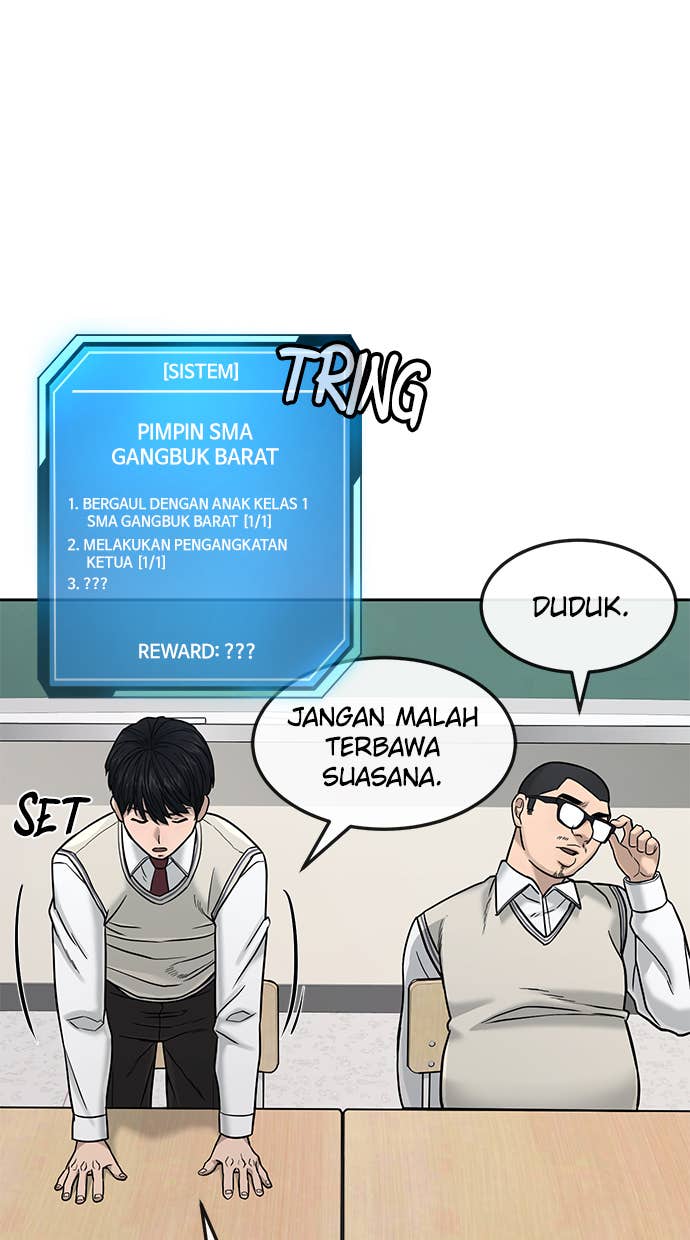 TRING
[SISTEM]
PIMPIN SMA
GANGBUK BARAT
1. BERGAUL DENGAN ANAK KELAS 1
SMA GANGBUK BARAT [1/1]
2. MELAKUKAN PENGANGKATAN
KETUA [1/1]
3. ???
REWARD: ???
DUDUK.
JANGAN MALAH
TERBAWA
SUASANA.
SET